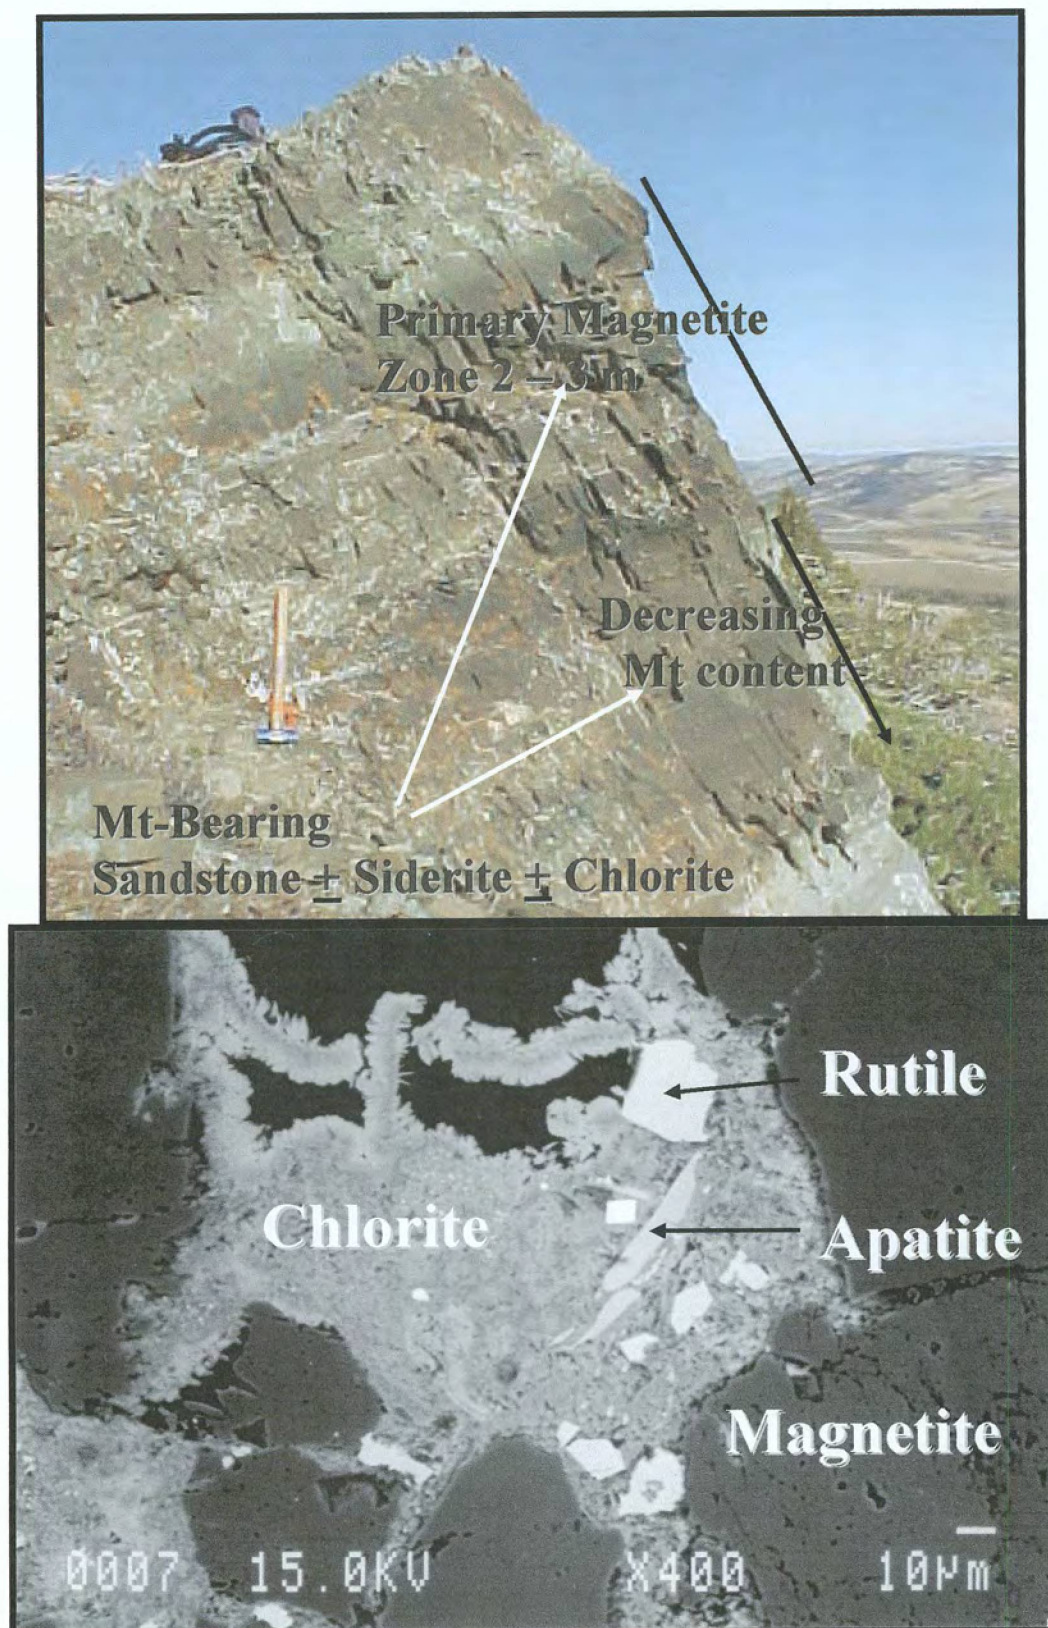 Primary Magnetite
Zone 2 – 3 m
Decreasing
Mt content
Mt-Bearing
Sandstone ± Siderite ± Chlorite
Rutile
Chlorite
Apatite
Magnetite
0007 15.0KV X400 10µm